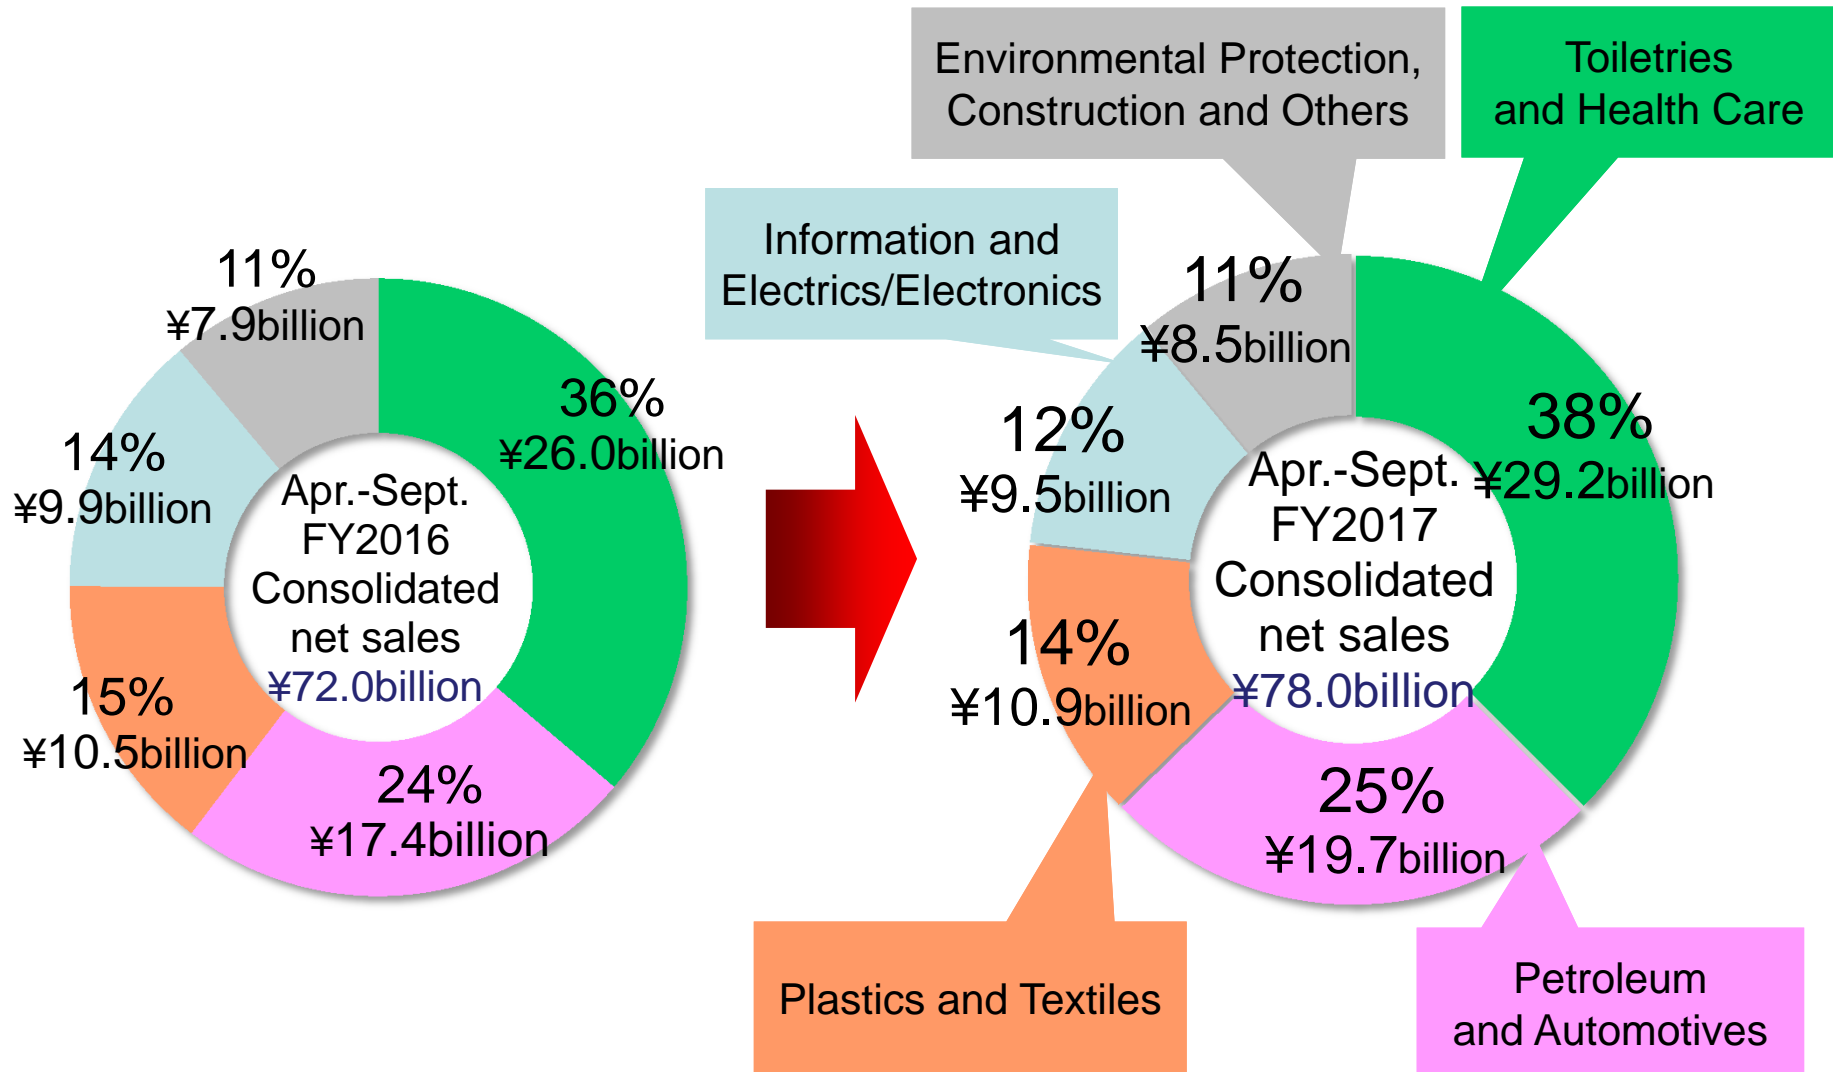 Environmental Protection,
Construction and Others
Toiletries
and Health Care
Information and
Electrics/Electronics
11%
¥7.9billion
36%
¥26.0billion
14%
¥9.9billion
Apr.-Sept.
FY2016
Consolidated
net sales
¥72.0billion
15%
¥10.5billion
24%
¥17.4billion
11%
¥8.5billion
38%
¥29.2billion
12%
¥9.5billion
Apr.-Sept.
FY2017
Consolidated
net sales
¥78.0billion
14%
¥10.9billion
25%
¥19.7billion
Plastics and Textiles
Petroleum
and Automotives